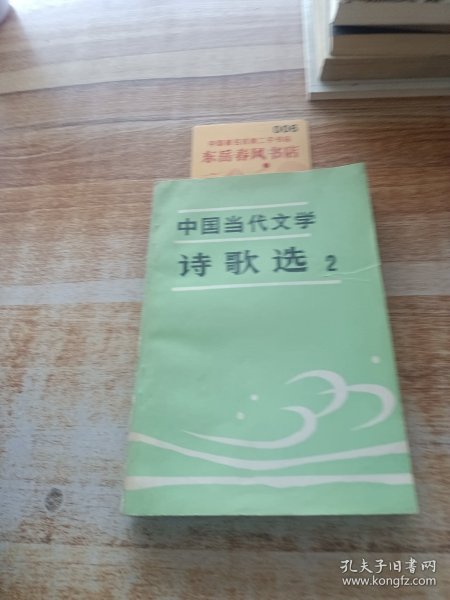 006
东岳春风书店
中国当代文学
诗歌选 2
孔夫子旧书网
www.kongfz.com